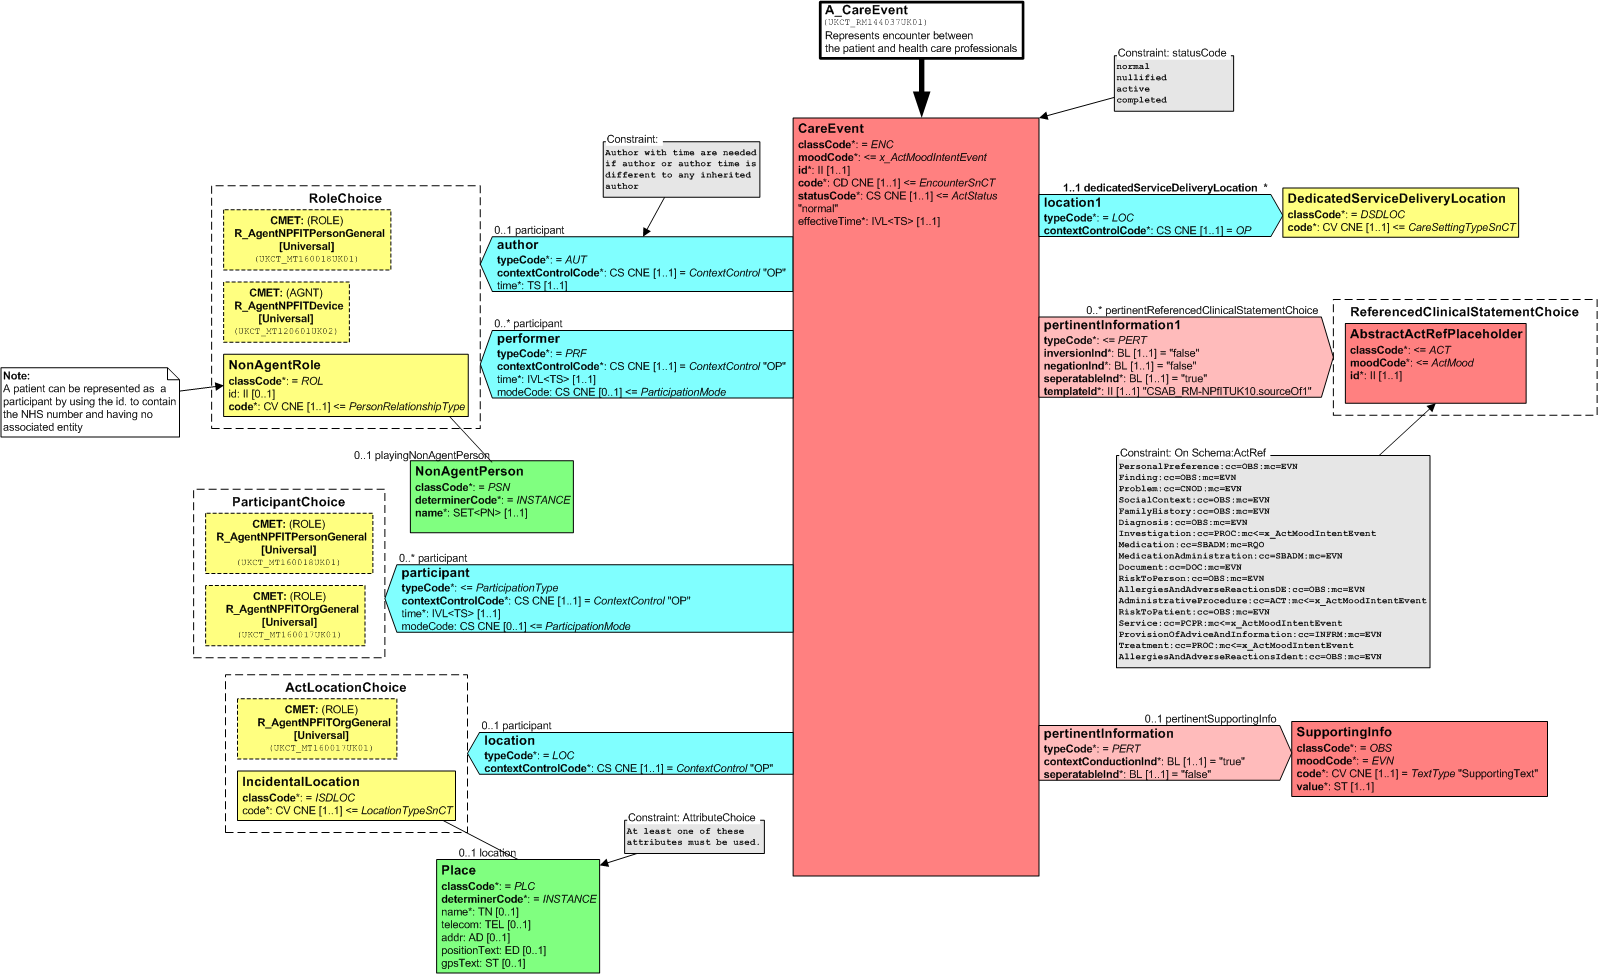 A_CareEvent
(UKCT_RM144037UK01)
Represents encounter between
the patient and health care professionals
Constraint: statusCode
normal
nullified
active
completed
CareEvent
classCode*: = ENC
moodCode*: <= x_ActMoodIntentEvent
id*: II [1..1]
code*: CD CNE [1..1] <= EncounterSnCT
statusCode*: CS CNE [1..1] <= ActStatus
"normal"
effectiveTime*: IVL<TS> [1..1]
Constraint:
Author with time are needed
if author or author time is
different to any inherited
author
RoleChoice
CMET: (ROLE)
R_AgentNPFITPersonGeneral
[Universal]
(UKCT_MT160018UK01)
CMET: (AGNT)
R_AgentNPFITDevice
[Universal]
(UKCT_MT120601UK02)
NonAgentRole
classCode*: = ROL
id: II [0..1]
code*: CV CNE [1..1] <= PersonRelationshipType
Note:
A patient can be represented as a
participant by using the id. to contain
the NHS number and having no
associated entity
0..1 participant
author
typeCode*: = AUT
contextControlCode*: CS CNE [1..1] = ContextControl "OP"
time*: TS [1..1]
0..* participant
performer
typeCode*: = PRF
contextControlCode*: CS CNE [1..1] = ContextControl "OP"
time*: IVL<TS> [1..1]
modeCode: CS CNE [0..1] <= ParticipationMode
0..1 playingNonAgentPerson
NonAgentPerson
classCode*: = PSN
determinerCode*: = INSTANCE
name*: SET<PN> [1..1]
ParticipantChoice
CMET: (ROLE)
R_AgentNPFITPersonGeneral
[Universal]
(UKCT_MT160018UK01)
CMET: (ROLE)
R_AgentNPFITOrgGeneral
[Universal]
(UKCT_MT160017UK01)
0..* participant
participant
typeCode*: <= ParticipationType
contextControlCode*: CS CNE [1..1] = ContextControl "OP"
time*: IVL<TS> [1..1]
modeCode: CS CNE [0..1] <= ParticipationMode
ActLocationChoice
CMET: (ROLE)
R_AgentNPFITOrgGeneral
[Universal]
(UKCT_MT160017UK01)
IncidentalLocation
classCode*: = ISDLOC
code*: CV CNE [1..1] <= LocationTypeSnCT
0..1 participant
location
typeCode*: = LOC
contextControlCode*: CS CNE [1..1] = ContextControl "OP"
Constraint: AttributeChoice
At least one of these
attributes must be used.
0..1 location
Place
classCode*: = PLC
determinerCode*: = INSTANCE
name*: TN [0..1]
telecom: TEL [0..1]
addr: AD [0..1]
positionText: ED [0..1]
gpsText: ST [0..1]
1..1 dedicatedServiceDeliveryLocation *
location1
typeCode*: = LOC
contextControlCode*: CS CNE [1..1] = OP
DedicatedServiceDeliveryLocation
classCode*: = DSDLOC
code*: CV CNE [1..1] <= CareSettingTypeSnCT
0..* pertinentReferencedClinicalStatementChoice
pertinentInformation1
typeCode*: <= PERT
inversionInd*: BL [1..1] = "false"
negationInd*: BL [1..1] = "false"
seperatableInd*: BL [1..1] = "true"
templateId*: II [1..1] "CSAB_RM-NPfITUK10.sourceOf1"
ReferencedClinicalStatementChoice
AbstractActRefPlaceholder
classCode*: <= ACT
moodCode*: <= ActMood
id*: II [1..1]
Constraint: On Schema:ActRef
PersonalPreference:cc=OBS:mc=EVN
Finding:cc=OBS:mc=EVN
Problem:cc=CNOD:mc=EVN
SocialContext:cc=OBS:mc=EVN
FamilyHistory:cc=OBS:mc=EVN
Diagnosis:cc=OBS:mc=EVN
Investigation:cc=PROC:mc<=x_ActMoodIntentEvent
Medication:cc=SBADM:mc=RQO
MedicationAdministration:cc=SBADM:mc=EVN
Document:cc=DOC:mc=EVN
RiskToPerson:cc=OBS:mc=EVN
AllergiesAndAdverseReactionsDE:cc=OBS:mc=EVN
AdministrativeProcedure:cc=ACT:mc<=x_ActMoodIntentEvent
RiskToPatient:cc=OBS:mc=EVN
Service:cc=PCPR:mc<=x_ActMoodIntentEvent
ProvisionOfAdviceAndInformation:cc=INFRM:mc=EVN
Treatment:cc=PROC:mc<=x_ActMoodIntentEvent
AllergiesAndAdverseReactionsIdent:cc=OBS:mc=EVN
0..1 pertinentSupportingInfo
pertinentInformation
typeCode*: = PERT
contextConductionInd*: BL [1..1] = "true"
seperatableInd*: BL [1..1] = "false"
SupportingInfo
classCode*: = OBS
moodCode*: = EVN
code*: CV CNE [1..1] = TextType "SupportingText"
value*: ST [1..1]